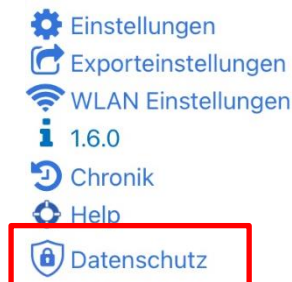 Einstellungen
Exporteinstellungen
WLAN Einstellungen
1.6.0
Chronik
Help
Datenschutz